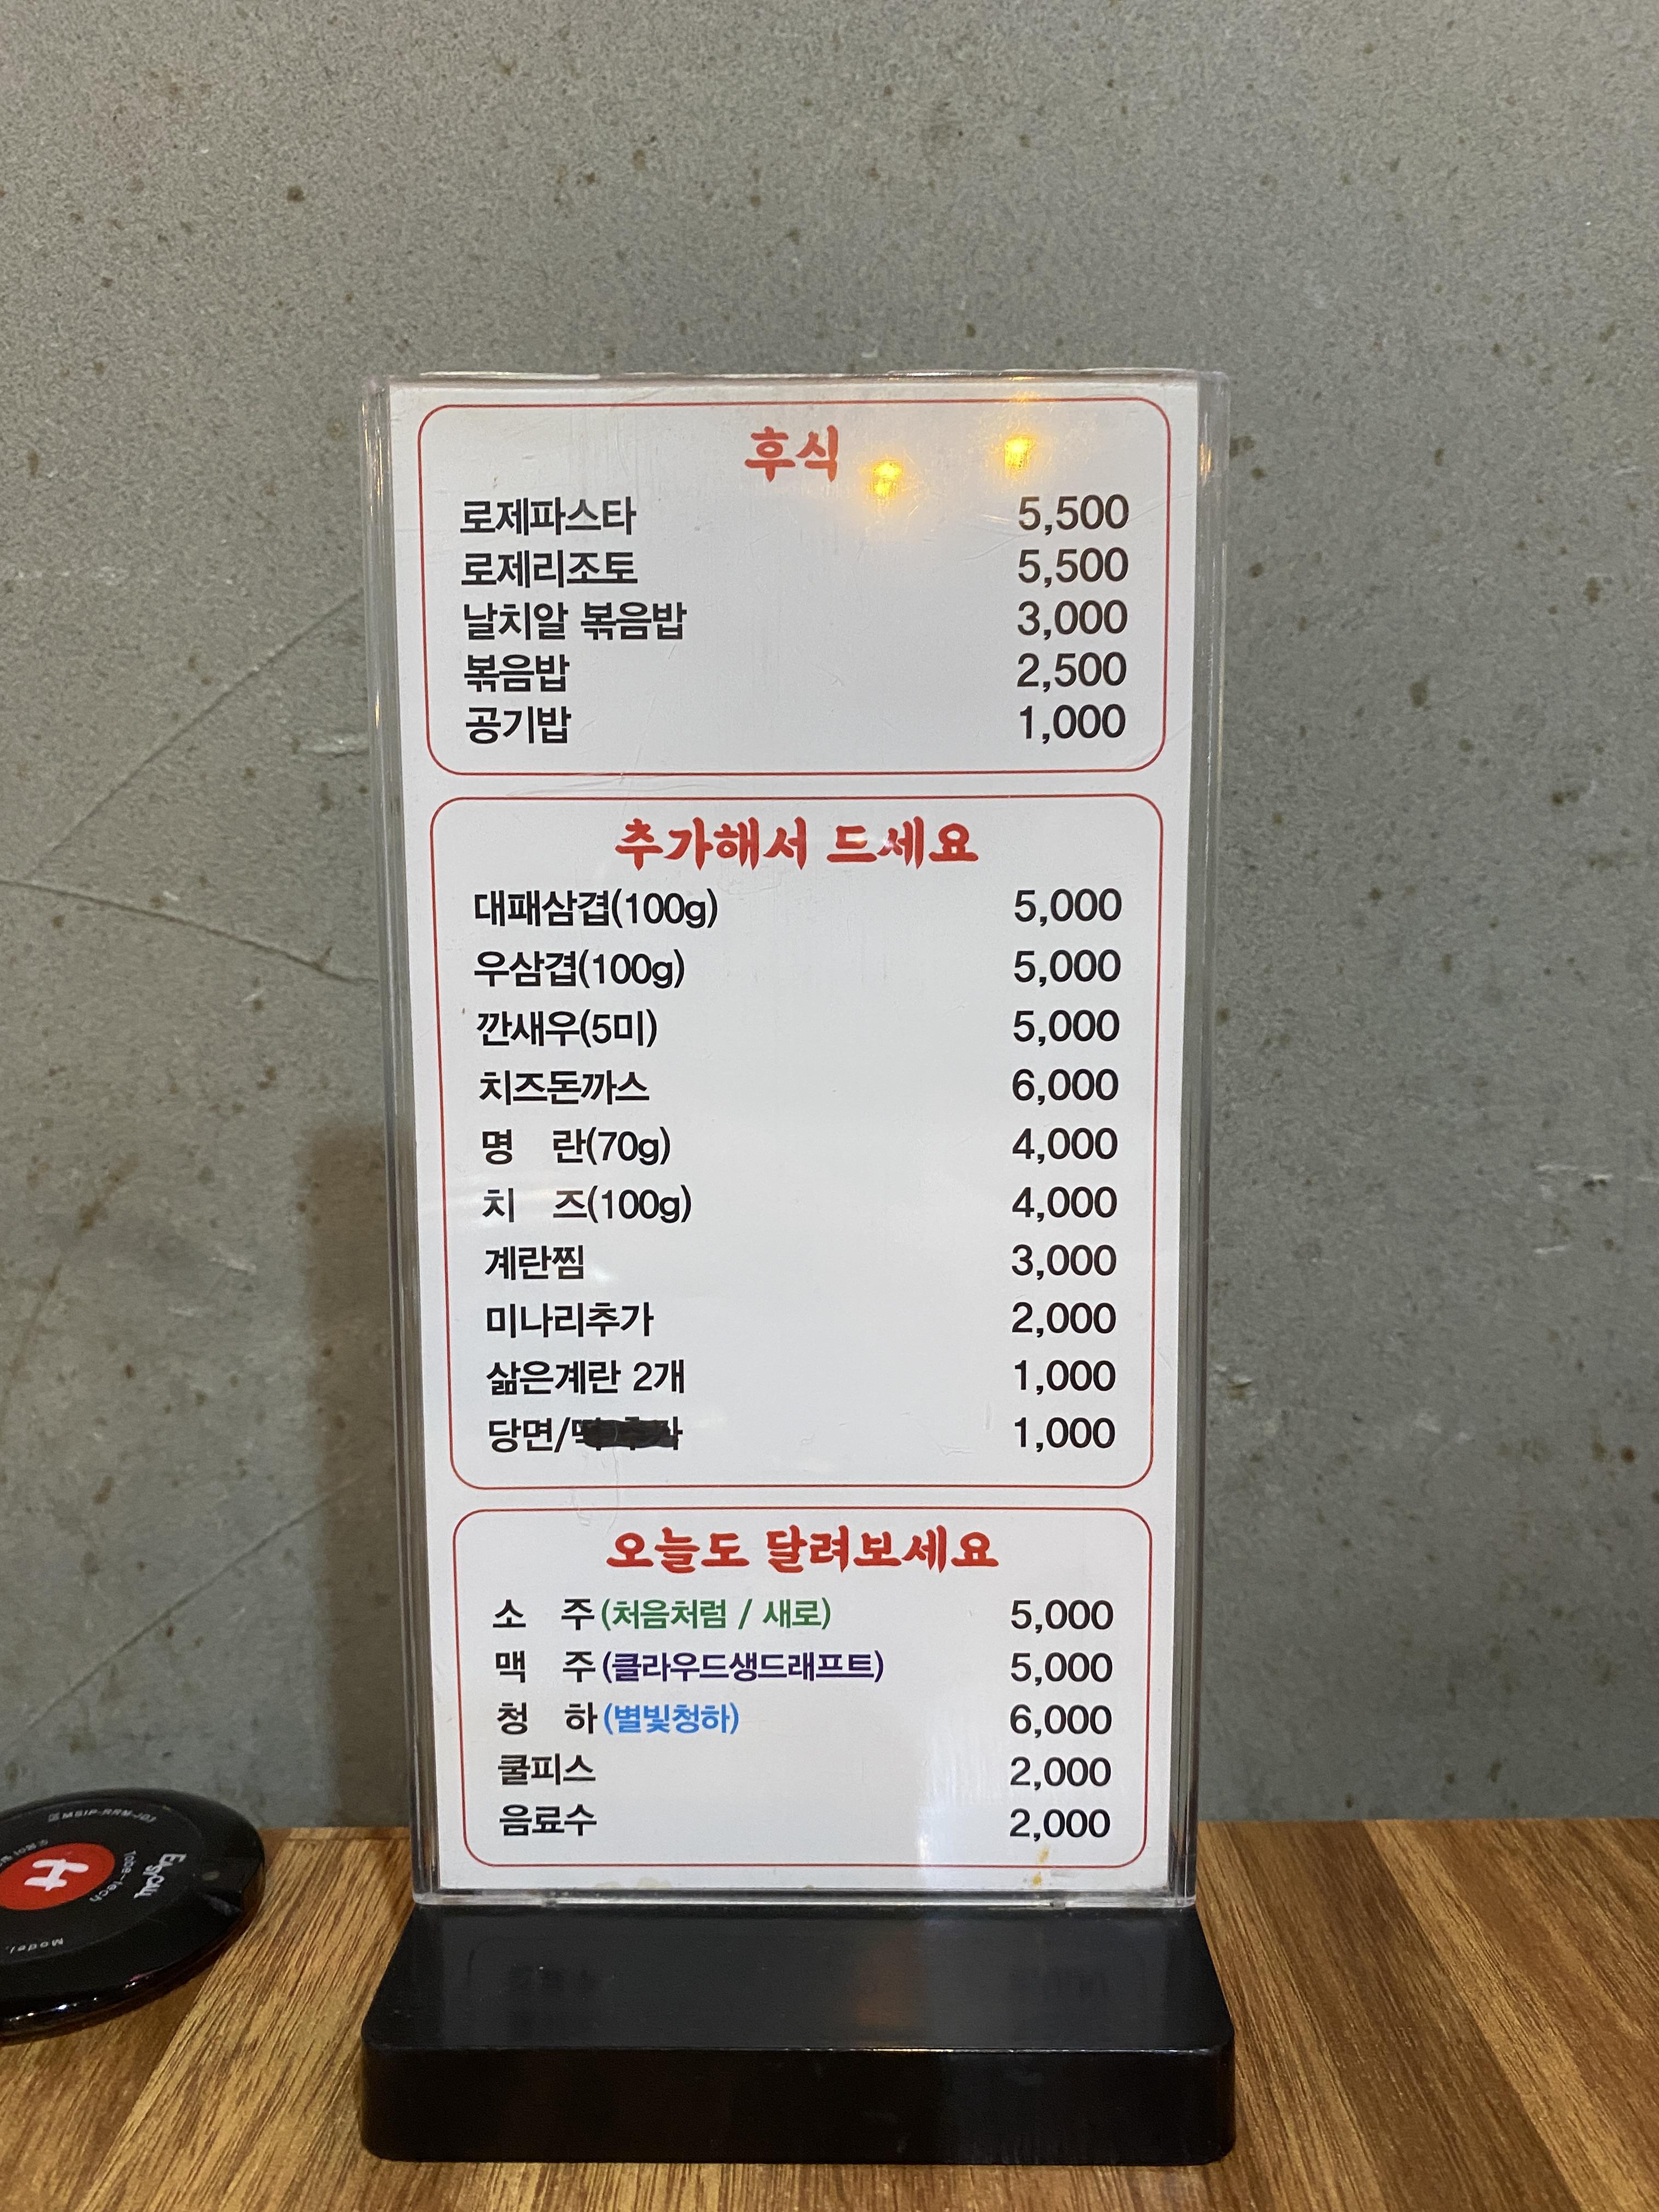 후식
로제파스타 5,500
로제리조토 5,500
날치알 볶음밥 3,000
볶음밥 2,500
공기밥 1,000
추가해서 드세요
대패삼겹(100g) 5,000
우삼겹(100g) 5,000
깐새우(5미) 5,000
치즈돈까스 6,000
명 란(70g) 4,000
치 즈(100g) 4,000
계란찜 3,000
미나리추가 2,000
삶은계란 2개 1,000
당면/ 1,000
오늘도 달려보세요
소 주(처음처럼 / 새로) 5,000
맥 주(클라우드생드래프트) 5,000
청 하(별빛청하) 6,000
쿨피스 2,000
음료수 2,000
MSIP-RRM-JG1
Tobe-Tech
H
Model.